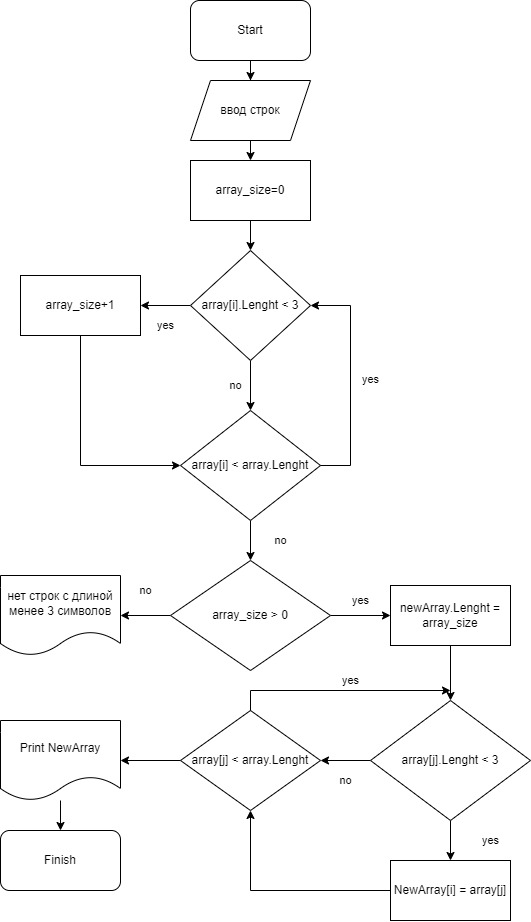 Start
ввод строк
array_size=0
array[i].Lenght < 3
array_size+1
yes
no
yes
array[i] < array.Lenght
no
нет строк с длиной
менее 3 символов
no
array_size > 0
yes
newArray.Lenght =
array_size
yes
Print NewArray
array[j] < array.Lenght
no
array[j].Lenght < 3
yes
Finish
NewArray[i] = array[j]